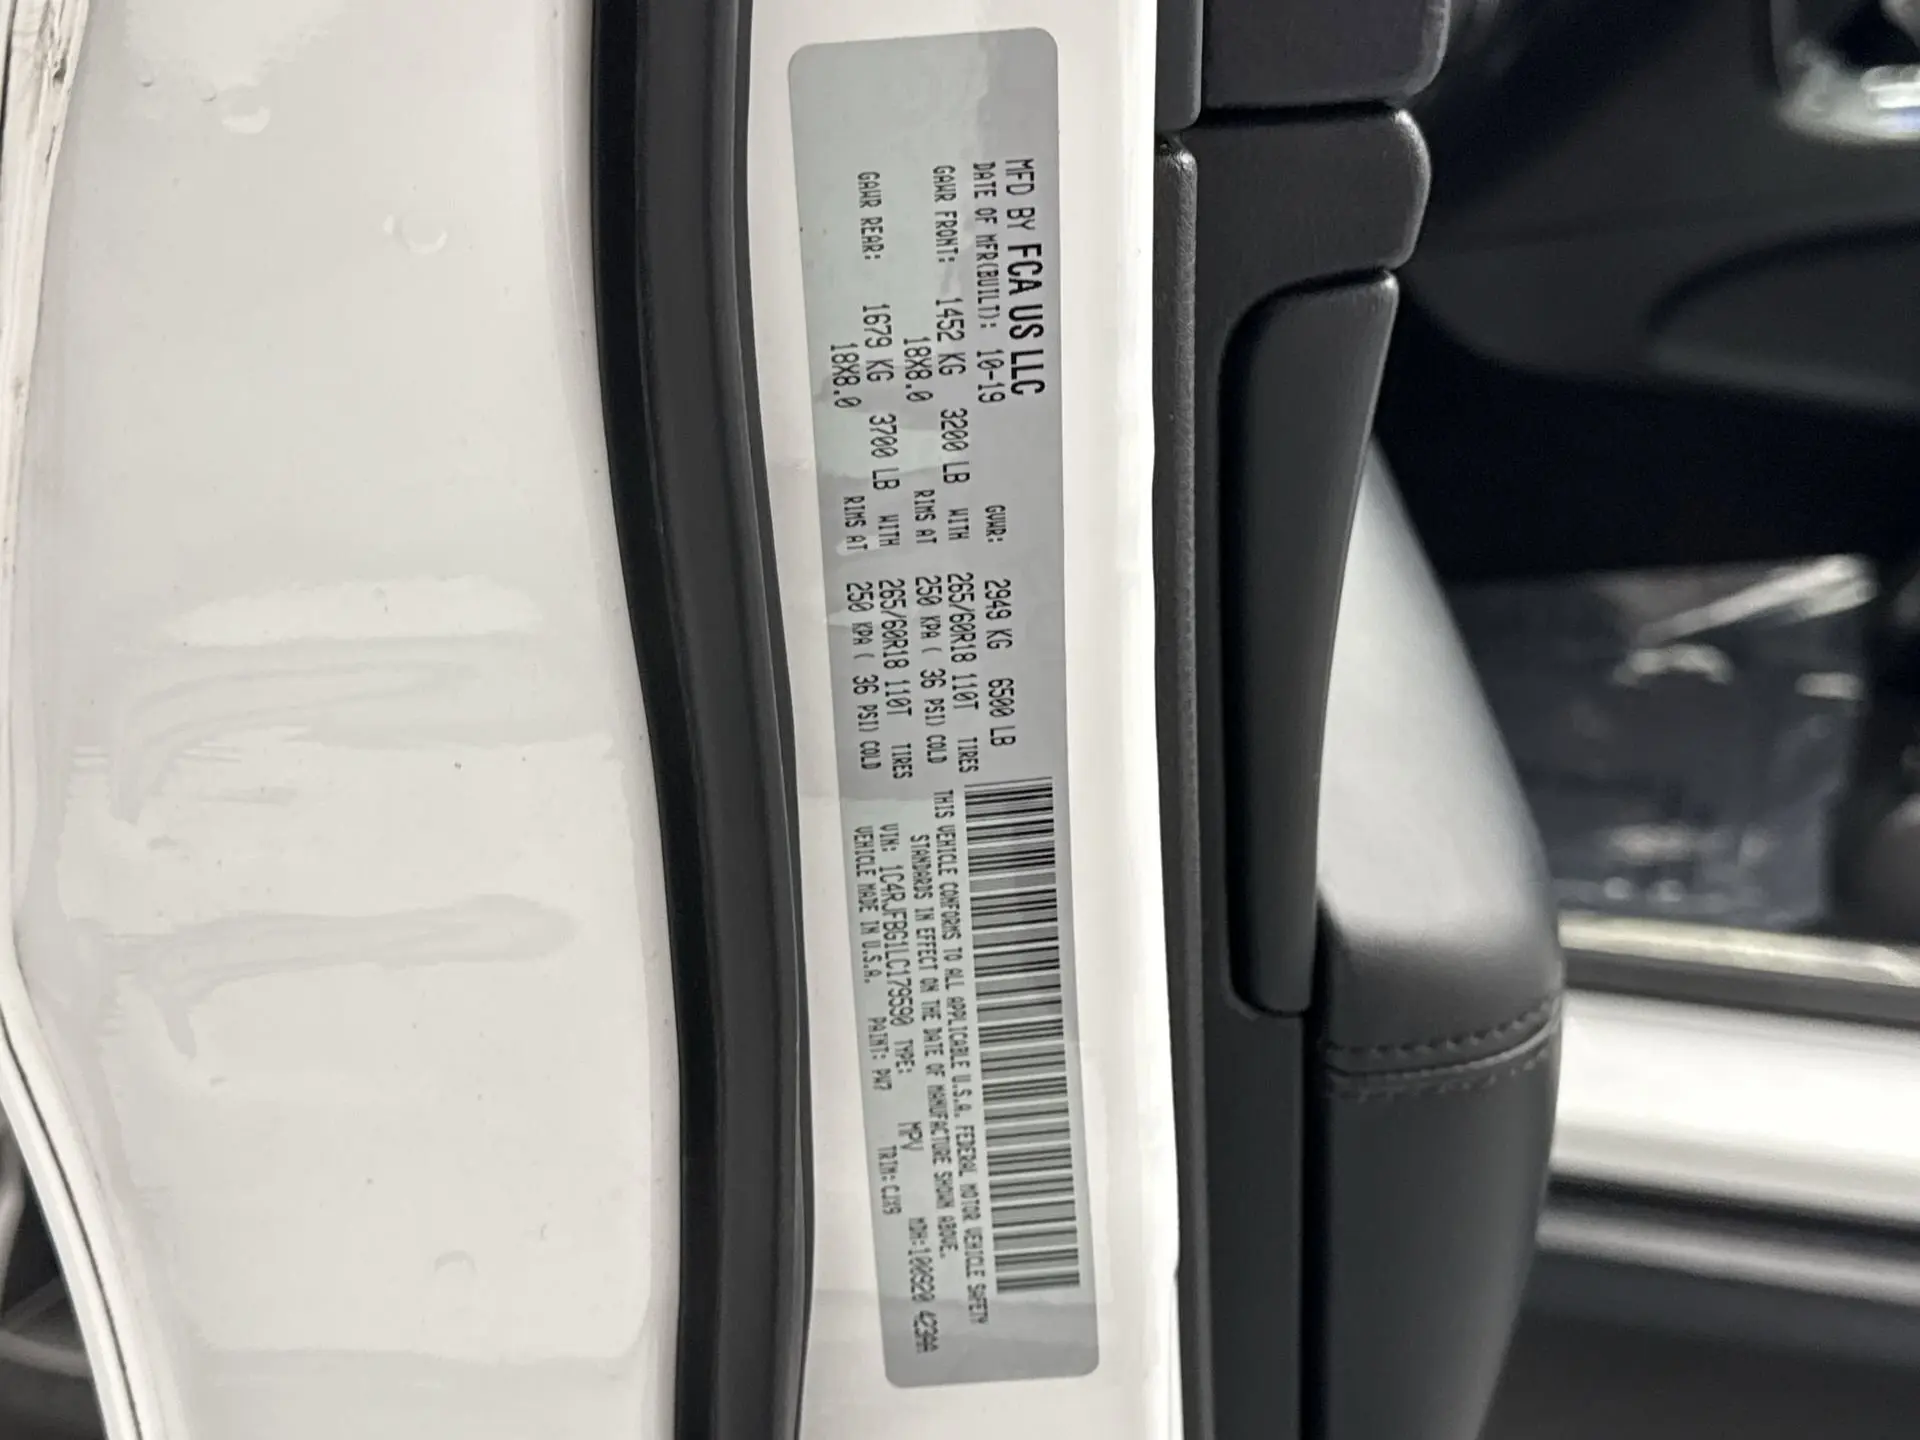 MFD BY FCA US LLC
DATE OF MFR(BUILT): 10-19 GVWR: 2949 KG 6500 LB
GAWR FRONT: 1452 KG 3200 LB WITH 265/60R18 110T TIRES
18X8.0 RIMS AT 250 KPA ( 36 PSI) COLD
GAWR REAR: 1679 KG 3700 LB WITH 265/60R18 110T TIRES
18X8.0 RIMS AT 250 KPA ( 36 PSI) COLD
THIS VEHICLE CONFORMS TO ALL APPLICABLE U.S.A. FEDERAL MOTOR VEHICLE SAFETY
STANDARDS IN EFFECT ON THE DATE OF MANUFACTURE SHOWN ABOVE.
VIN: 1C4RJFBG1LC179590 TYPE: MPV MDH:100920 423AA
VEHICLE MADE IN U.S.A. PAINT: PW7 TRIM: CJX9